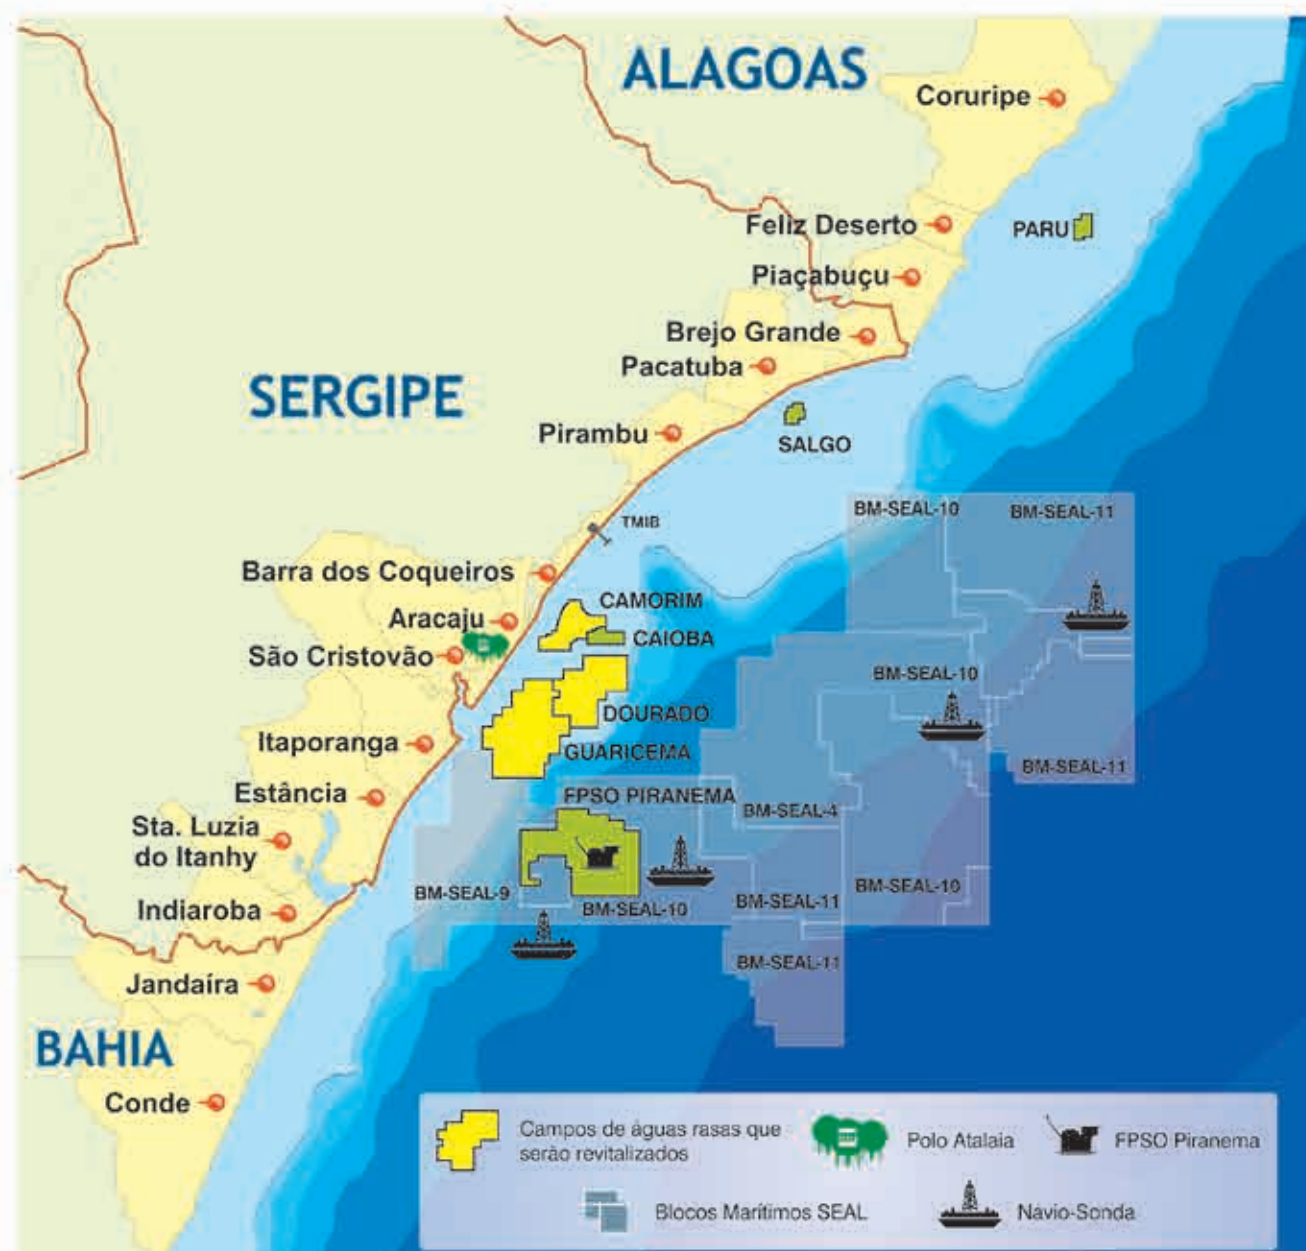 ALAGOAS
Coruripe
Feliz Deserto
PARU
Piaçabuçu
Brejo Grande
Pacatuba
SERGIPE
Pirambu
SALGO
BM-SEAL-10
BM-SEAL-11
TMIB
Barra dos Coqueiros
CAMORIM
Aracaju
CAIOBA
São Cristovão
BM-SEAL-10
DOURADO
Itaporanga
GUARICEMA
BM-SEAL-11
Estância
FPSO PIRANEMA
BM-SEAL-4
Sta. Luzia
do Itanhy
BM-SEAL-9
BM-SEAL-10
BM-SEAL-11
BM-SEAL-10
Indiaroba
BM-SEAL-11
Jandaíra
BAHIA
Conde
Campos de águas rasas que
serão revitalizados
Polo Atalaia
FPSO Piranema
Blocos Marítimos SEAL
Navio-Sonda